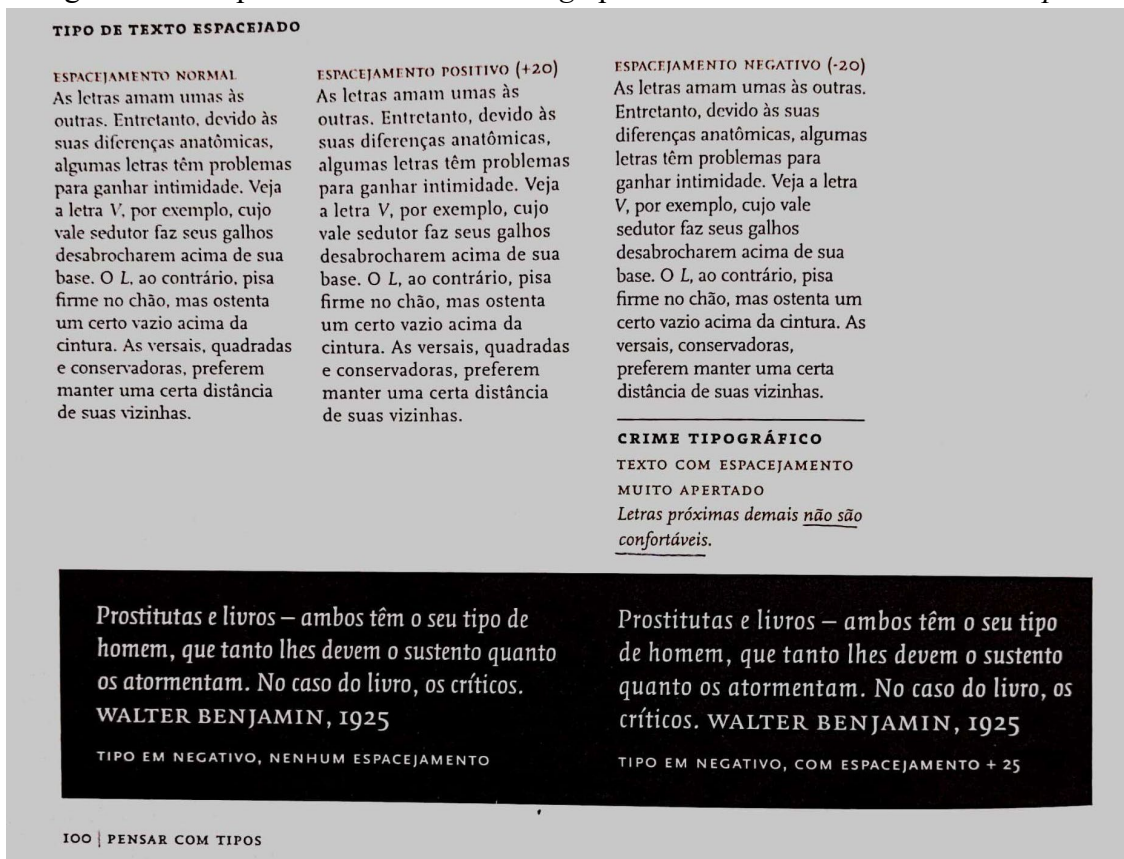 TIPO DE TEXTO ESPACEJADO
ESPACEJAMENTO NORMAL
As letras amam umas às
outras. Entretanto, devido às
suas diferenças anatômicas,
algumas letras têm problemas
para ganhar intimidade. Veja
a letra V, por exemplo, cujo
vale sedutor faz seus galhos
desabrocharem acima de sua
base. O L, ao contrário, pisa
firme no chão, mas ostenta
um certo vazio acima da
cintura. As versais, quadradas
e conservadoras, preferem
manter uma certa distância
de suas vizinhas.
ESPACEJAMENTO POSITIVO (+20)
As letras amam umas às
outras. Entretanto, devido às
suas diferenças anatômicas,
algumas letras têm problemas
para ganhar intimidade. Veja
a letra V, por exemplo, cujo
vale sedutor faz seus galhos
desabrocharem acima de sua
base. O L, ao contrário, pisa
firme no chão, mas ostenta
um certo vazio acima da
cintura. As versais, quadradas
e conservadoras, preferem
manter uma certa distância
de suas vizinhas.
ESPACEJAMENTO NEGATIVO (-20)
As letras amam umas às outras.
Entretanto, devido às suas
diferenças anatômicas, algumas
letras têm problemas para
ganhar intimidade. Veja a letra
V, por exemplo, cujo vale
sedutor faz seus galhos
desabrocharem acima de sua
base. O L, ao contrário, pisa
firme no chão, mas ostenta um
certo vazio acima da cintura. As
versais, conservadoras,
preferem manter uma certa
distância de suas vizinhas.
CRIME TIPOGRÁFICO
TEXTO COM ESPACEJAMENTO
MUITO APERTADO
Letras próximas demais não são
confortáveis.
Prostitutas e livros – ambos têm o seu tipo de
homem, que tanto lhes devem o sustento quanto
os atormentam. No caso do livro, os críticos.
WALTER BENJAMIN, 1925
TIPO EM NEGATIVO, NENHUM ESPACEJAMENTO
Prostitutas e livros – ambos têm o seu tipo
de homem, que tanto lhes devem o sustento
quanto os atormentam. No caso do livro, os
críticos. WALTER BENJAMIN, 1925
TIPO EM NEGATIVO, COM ESPACEJAMENTO + 25
100 | PENSAR COM TIPOS